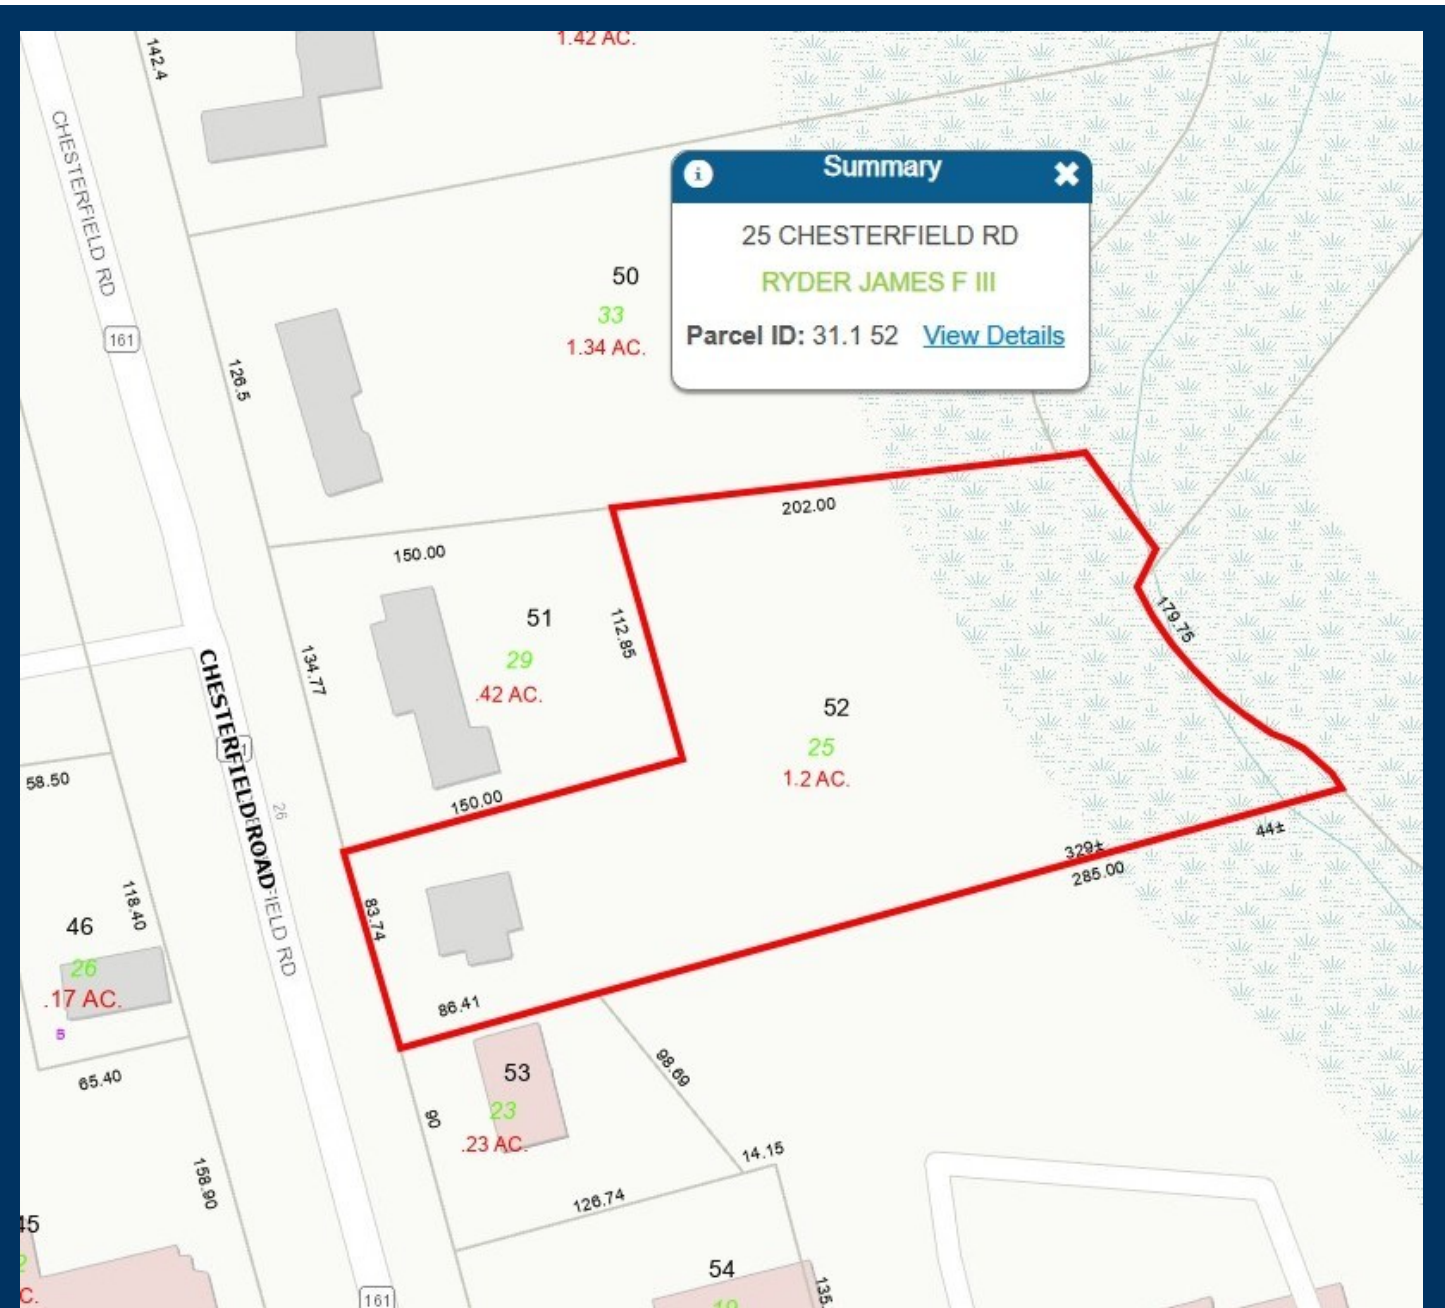 142.4
1.42 AC.
CHESTERFIELD RD
Summary
25 CHESTERFIELD RD
RYDER JAMES F III
Parcel ID: 31.1 52 View Details
50
33
1.34 AC.
161
126.5
202.00
150.00
51
29
.42 AC.
112.85
179.75
134.77
52
25
1.2 AC.
CHESTERFIELD ROAD
58.50
150.00
26
44±
329±
285.00
118.40
83.74
46
26
.17 AC.
FIELD RD
86.41
53
23
.23 AC.
98.69
65.40
90
14.15
158.90
126.74
54
135.
161